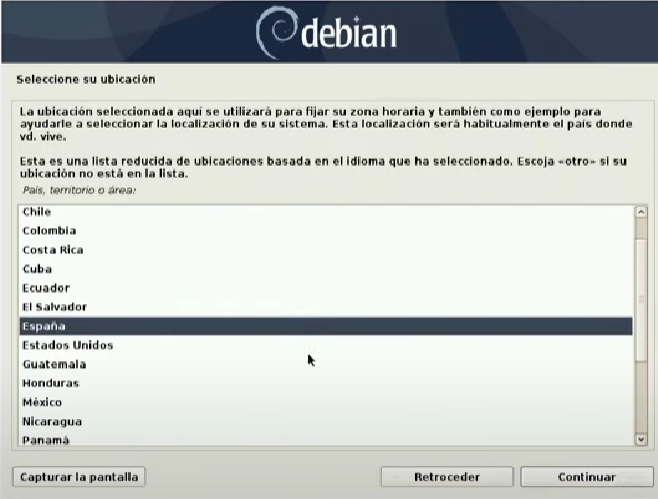 debian
Seleccione su ubicación
La ubicación seleccionada aquí se utilizará para fijar su zona horaria y también como ejemplo para
ayudarle a seleccionar la localización de su sistema. Esta localización será habitualmente el país donde
vd. vive.
Esta es una lista reducida de ubicaciones basada en el idioma que ha seleccionado. Escoja «otro» si su
ubicación no está en la lista.
País, territorio o área:
Chile
Colombia
Costa Rica
Cuba
Ecuador
El Salvador
España
Estados Unidos
Guatemala
Honduras
México
Nicaragua
Panamá
Capturar la pantalla
Retroceder
Continuar